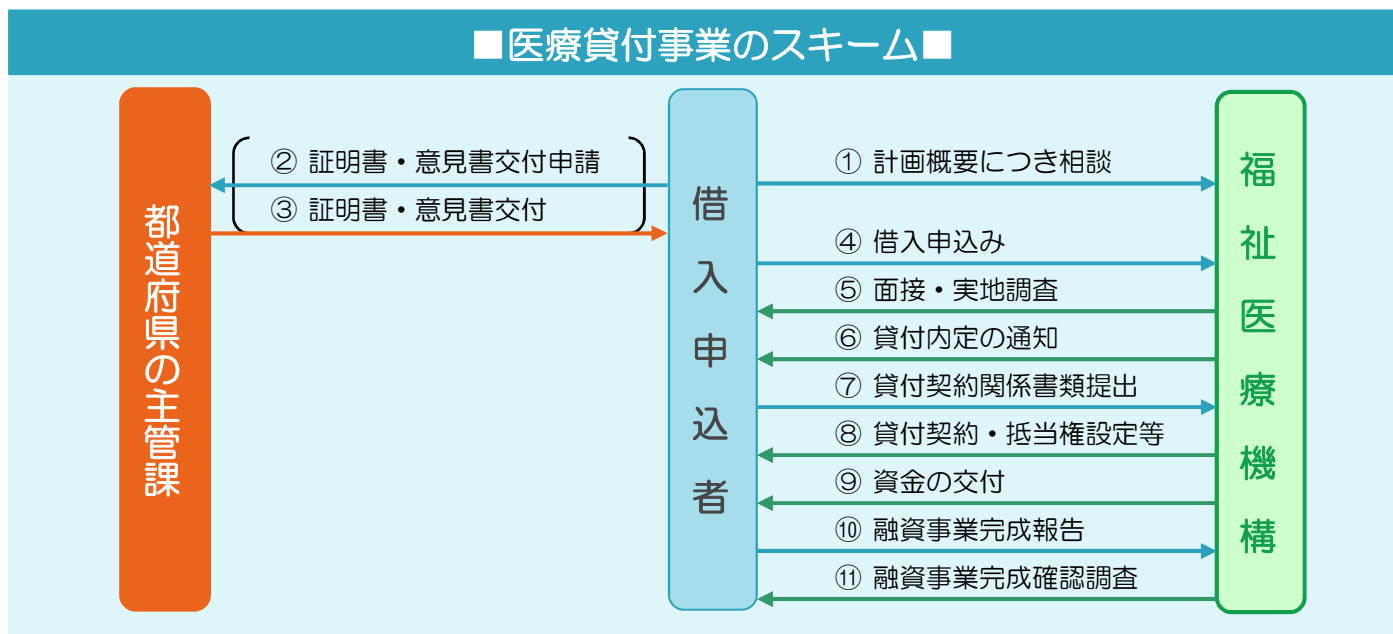 ■医療貸付事業のスキーム■
都道府県の主管課
② 証明書・意見書交付申請
③ 証明書・意見書交付
借入申込者
① 計画概要につき相談
④ 借入申込み
⑤ 面接・実地調査
⑥ 貸付内定の通知
⑦ 貸付契約関係書類提出
⑧ 貸付契約・抵当権設定等
⑨ 資金の交付
⑩ 融資事業完成報告
⑪ 融資事業完成確認調査
福祉医療機構